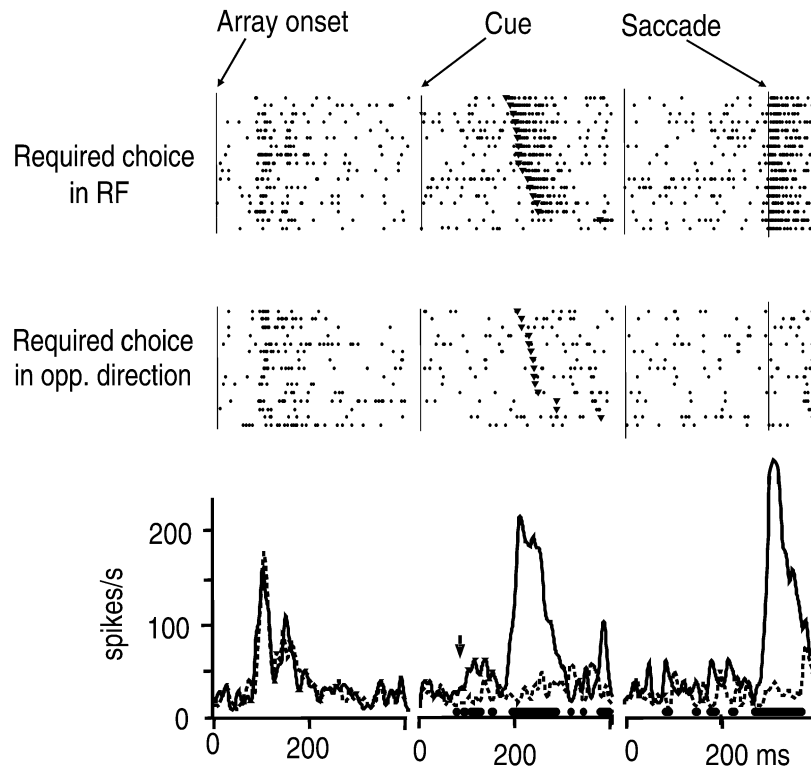 Array onset
Cue
Saccade
Required choice
in RF
Required choice
in opp. direction
spikes/s
200
100
0
0 200 0 200 0 200 ms